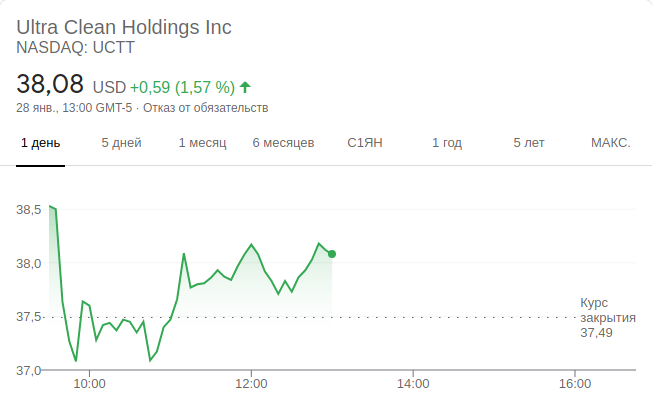 Ultra Clean Holdings Inc
NASDAQ: UCTT
38,08 USD +0,59 (1,57 %)
28 янв., 13:00 GMT-5 · Отказ от обязательств
1 день 5 дней 1 месяц 6 месяцев С1ЯН 1 год 5 лет МАКС.
38,5
38,0
37,5
37,0
Курс
закрытия
37,49
10:00 12:00 14:00 16:00